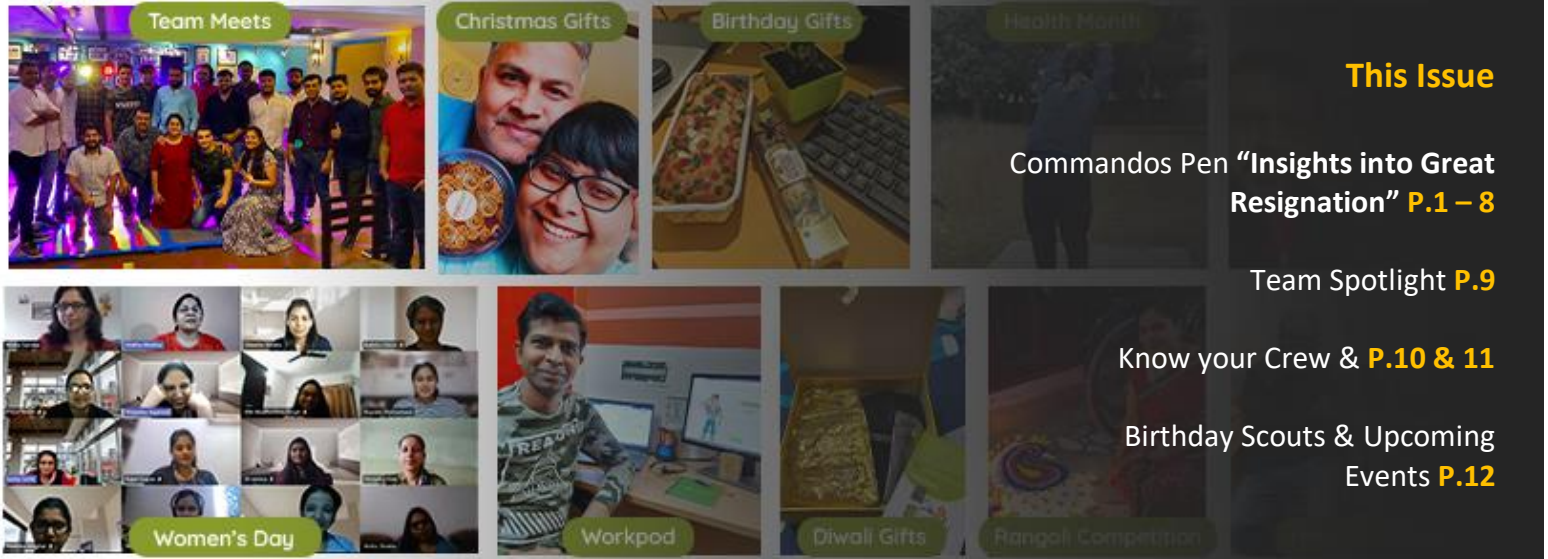 Team Meets
Christmas Gifts
Birthday Gifts
Health Month
Women's Day
Workpod
Diwali Gifts
Rangoli Competition
This Issue
Commandos Pen “Insights into Great
Resignation” P.1 – 8
Team Spotlight P.9
Know your Crew & P.10 & 11
Birthday Scouts & Upcoming
Events P.12